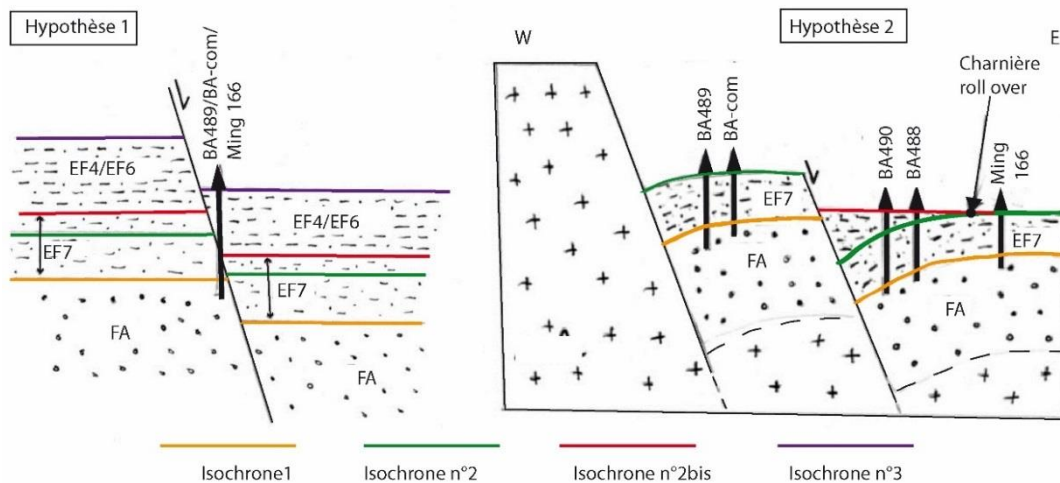 Hypothèse 1
BA489/BA-com/
Ming 166
EF4/EF6
EF4/EF6
EF7
EF7
FA
FA
Hypothèse 2
W
E
Charnière
roll over
BA489
BA-com
BA490
BA488
Ming
166
EF7
EF7
FA
FA
Isochrone1
Isochrone n°2
Isochrone n°2bis
Isochrone n°3